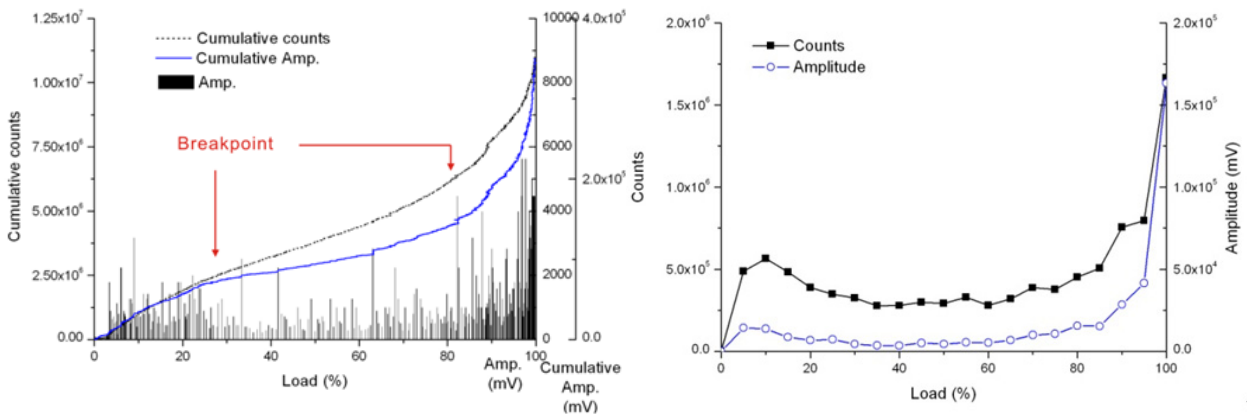 1.25x10⁷
1.00x10⁷
7.50x10⁶
5.00x10⁶
2.50x10⁶
0.00
Cumulative counts
Cumulative counts
Cumulative Amp.
Amp.
Breakpoint
0 20 40 60 80 100
Load (%)
10000
8000
6000
4000
2000
0
Amp.
(mV)
4.0x10⁵
2.0x10⁵
0.0
Cumulative
Amp.
(mV)
2.0x10⁶
1.5x10⁶
1.0x10⁶
5.0x10⁵
0.0
Counts
Counts
Amplitude
0 20 40 60 80 100
Load (%)
2.0x10⁵
1.5x10⁵
1.0x10⁵
5.0x10⁴
0.0
Amplitude (mV)